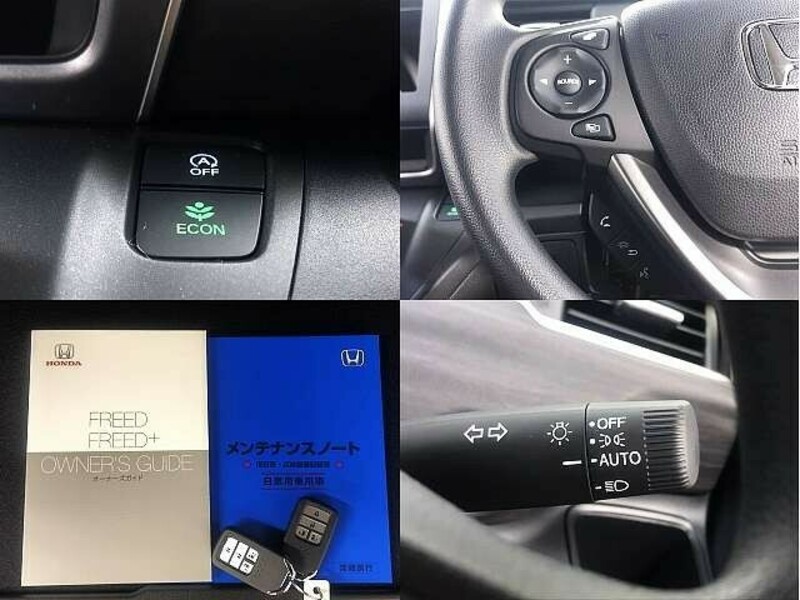 A
OFF
ECON
SOURCE
HONDA
FREED
FREED+
OWNER'S GUIDE
オーナーズガイド
メンテナンスノート
自家用乗用車
OFF
AUTO